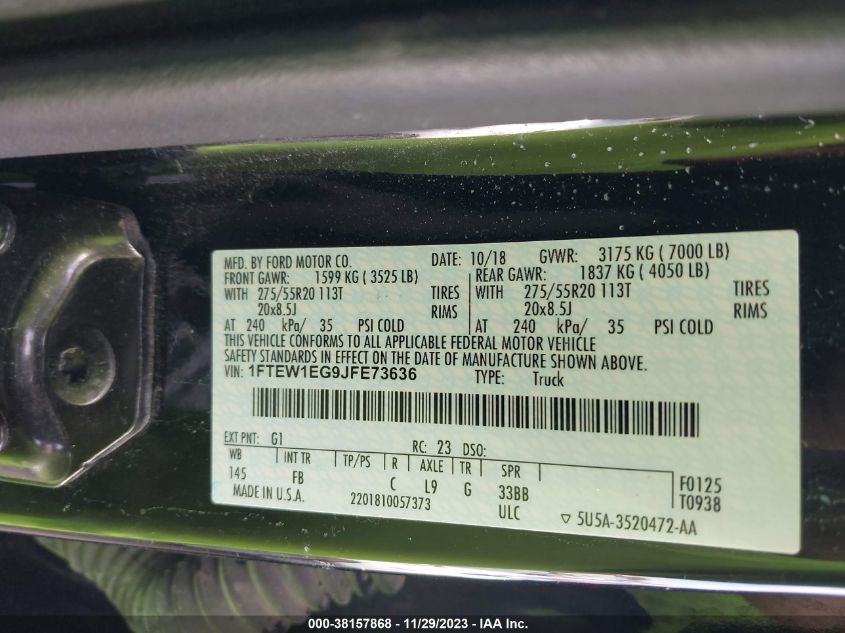 MFD. BY FORD MOTOR CO. DATE: 10/18 GVWR: 3175 KG ( 7000 LB)
FRONT GAWR: 1599 KG ( 3525 LB) REAR GAWR: 1837 KG ( 4050 LB)
WITH 275/55R20 113T TIRES WITH 275/55R20 113T TIRES
20x8.5J RIMS 20x8.5J RIMS
AT 240 kPa/ 35 PSI COLD AT 240 kPa/ 35 PSI COLD
THIS VEHICLE CONFORMS TO ALL APPLICABLE FEDERAL MOTOR VEHICLE
SAFETY STANDARDS IN EFFECT ON THE DATE OF MANUFACTURE SHOWN ABOVE.
VIN: 1FTEW1EG9JFE73636 TYPE: Truck
EXT PNT: G1 RC: 23 DSO:
WB INT TR TP/PS R AXLE TR SPR
145 FB C L9 G 33BB F0125
MADE IN U.S.A. 2201810057373 ULC ▽ 5U5A-3520472-AA T0938
000-38157868 - 11/29/2023 - IAA Inc.